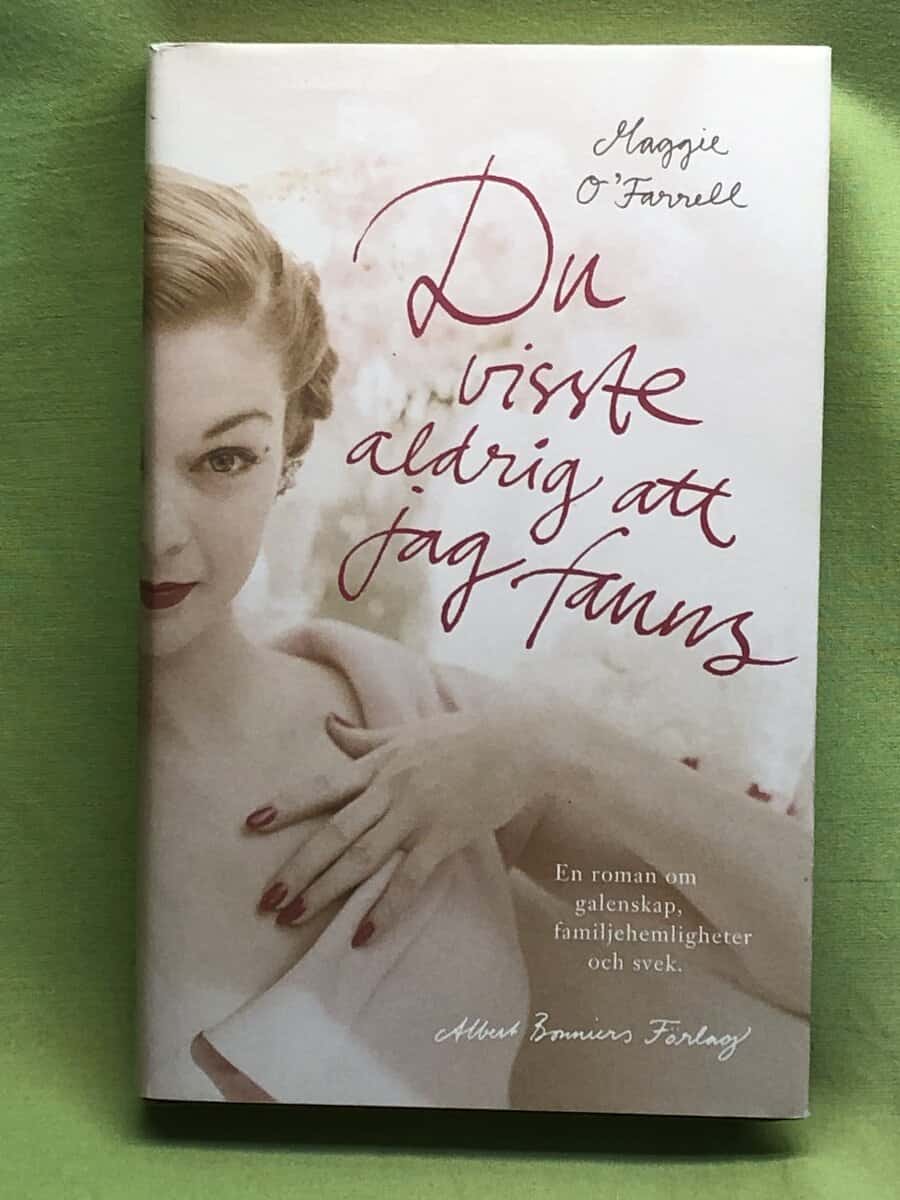 Maggie
O'Farrell
Du
visste
aldrig att
jag fanns
En roman om
galenskap,
familjehemligheter
och svek.
Albert Bonniers Förlag